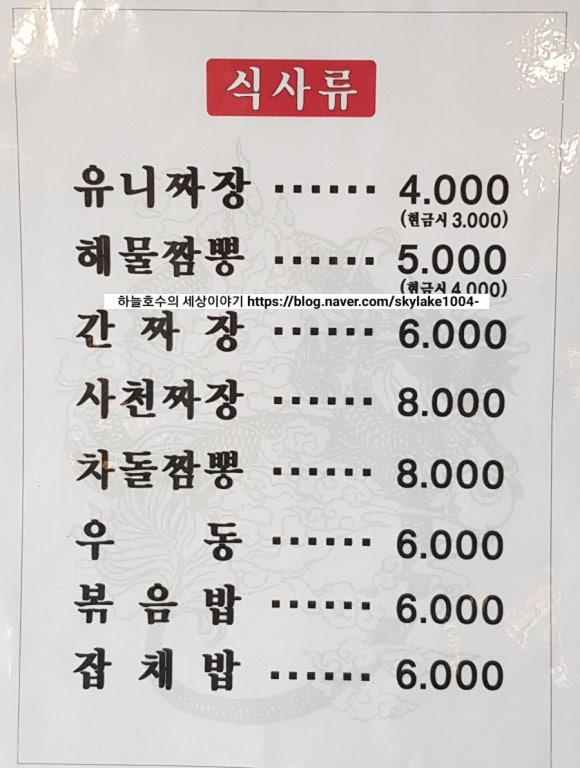 식사류
유니짜장 ...... 4.000
(현금시 3.000)
해물짬뽕 ...... 5.000
(현금시 4.000)
하늘호수의 세상이야기 https://blog.naver.com/skylake1004-
간 짜 장 ...... 6.000
사천짜장 ...... 8.000
차돌짬뽕 ...... 8.000
우 동 ...... 6.000
볶 음 밥 ...... 6.000
잡 채 밥 ...... 6.000